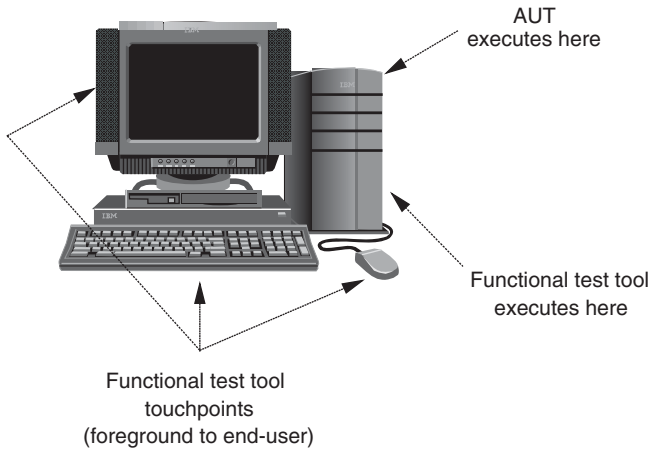 AUT
executes here
IBM
IBM
IBM
Functional test tool
executes here
Functional test tool
touchpoints
(foreground to end-user)